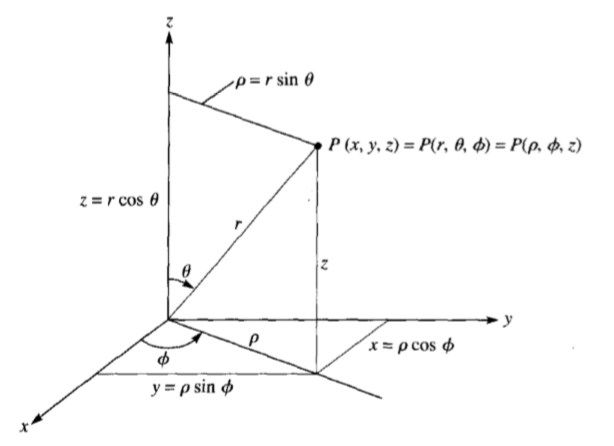 z
ρ = r sin θ
P (x, y, z) = P(r, θ, ϕ) = P(ρ, ϕ, z)
z = r cos θ
r
z
θ
y
ρ
x = ρ cos ϕ
ϕ
y = ρ sin ϕ
x